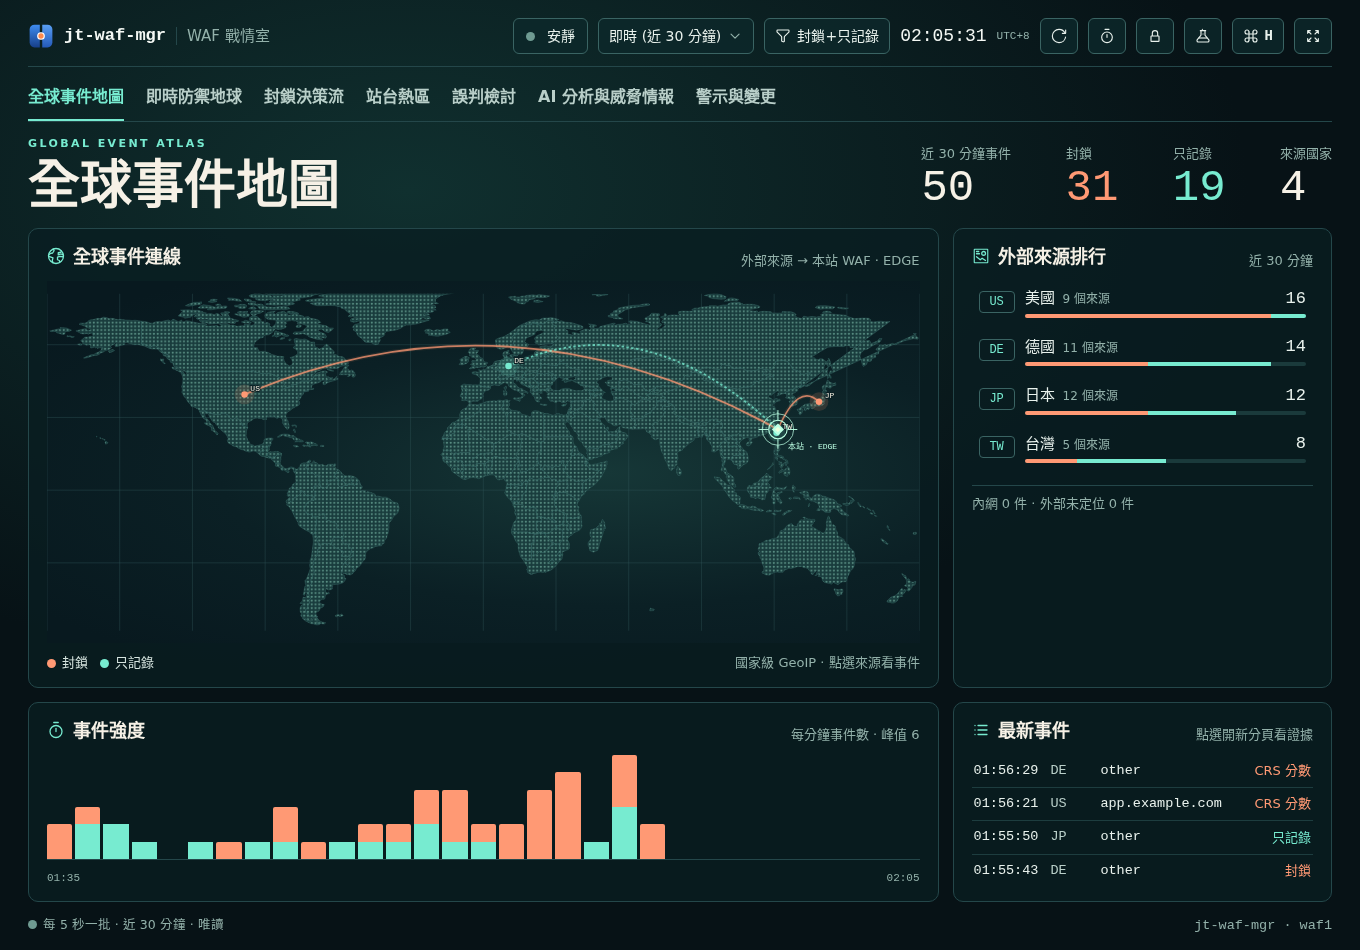 jt-waf-mgr WAF 戰情室 安靜 即時 (近 30 分鐘) 封鎖+只記錄 02:05:31 UTC+8 ⌘ H
全球事件地圖 即時防禦地球 封鎖決策流 站台熱區 誤判檢討 AI 分析與威脅情報 警示與變更
GLOBAL EVENT ATLAS
全球事件地圖
近 30 分鐘事件 封鎖 只記錄 來源國家
50 31 19 4
全球事件連線 外部來源 → 本站 WAF · EDGE
US
DE
JP
本站 · EDGE
封鎖 只記錄 國家級 GeoIP · 點選來源看事件
外部來源排行 近 30 分鐘
US 美國 9 個來源 16
DE 德國 11 個來源 14
JP 日本 12 個來源 12
TW 台灣 5 個來源 8
內網 0 件 · 外部未定位 0 件
事件強度 每分鐘事件數 · 峰值 6
01:35 02:05
最新事件 點選開新分頁看證據
01:56:29 DE other CRS 分數
01:56:21 US app.example.com CRS 分數
01:55:50 JP other 只記錄
01:55:43 DE other 封鎖
每 5 秒一批 · 近 30 分鐘 · 唯讀 jt-waf-mgr · waf1